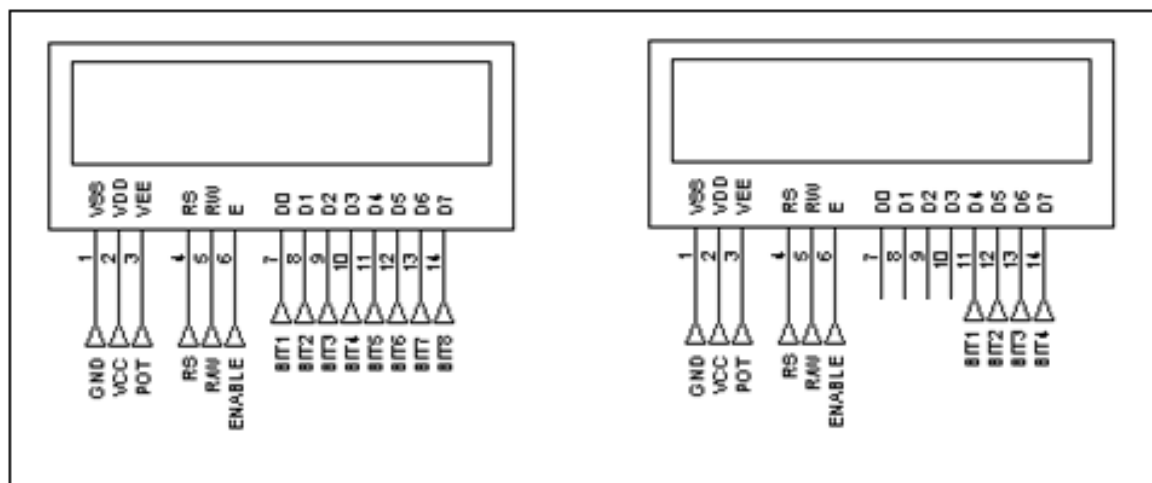 VSS VDD VEE RS RW E D0 D1 D2 D3 D4 D5 D6 D7
1 2 3 4 5 6 7 8 9 10 11 12 13 14
GND VCC POT RS R/W ENABLE BIT1 BIT2 BIT3 BIT4 BIT5 BIT6 BIT7 BIT8
VSS VDD VEE RS RW E D0 D1 D2 D3 D4 D5 D6 D7
1 2 3 4 5 6 7 8 9 10 11 12 13 14
GND VCC POT RS R/W ENABLE BIT1 BIT2 BIT3 BIT4